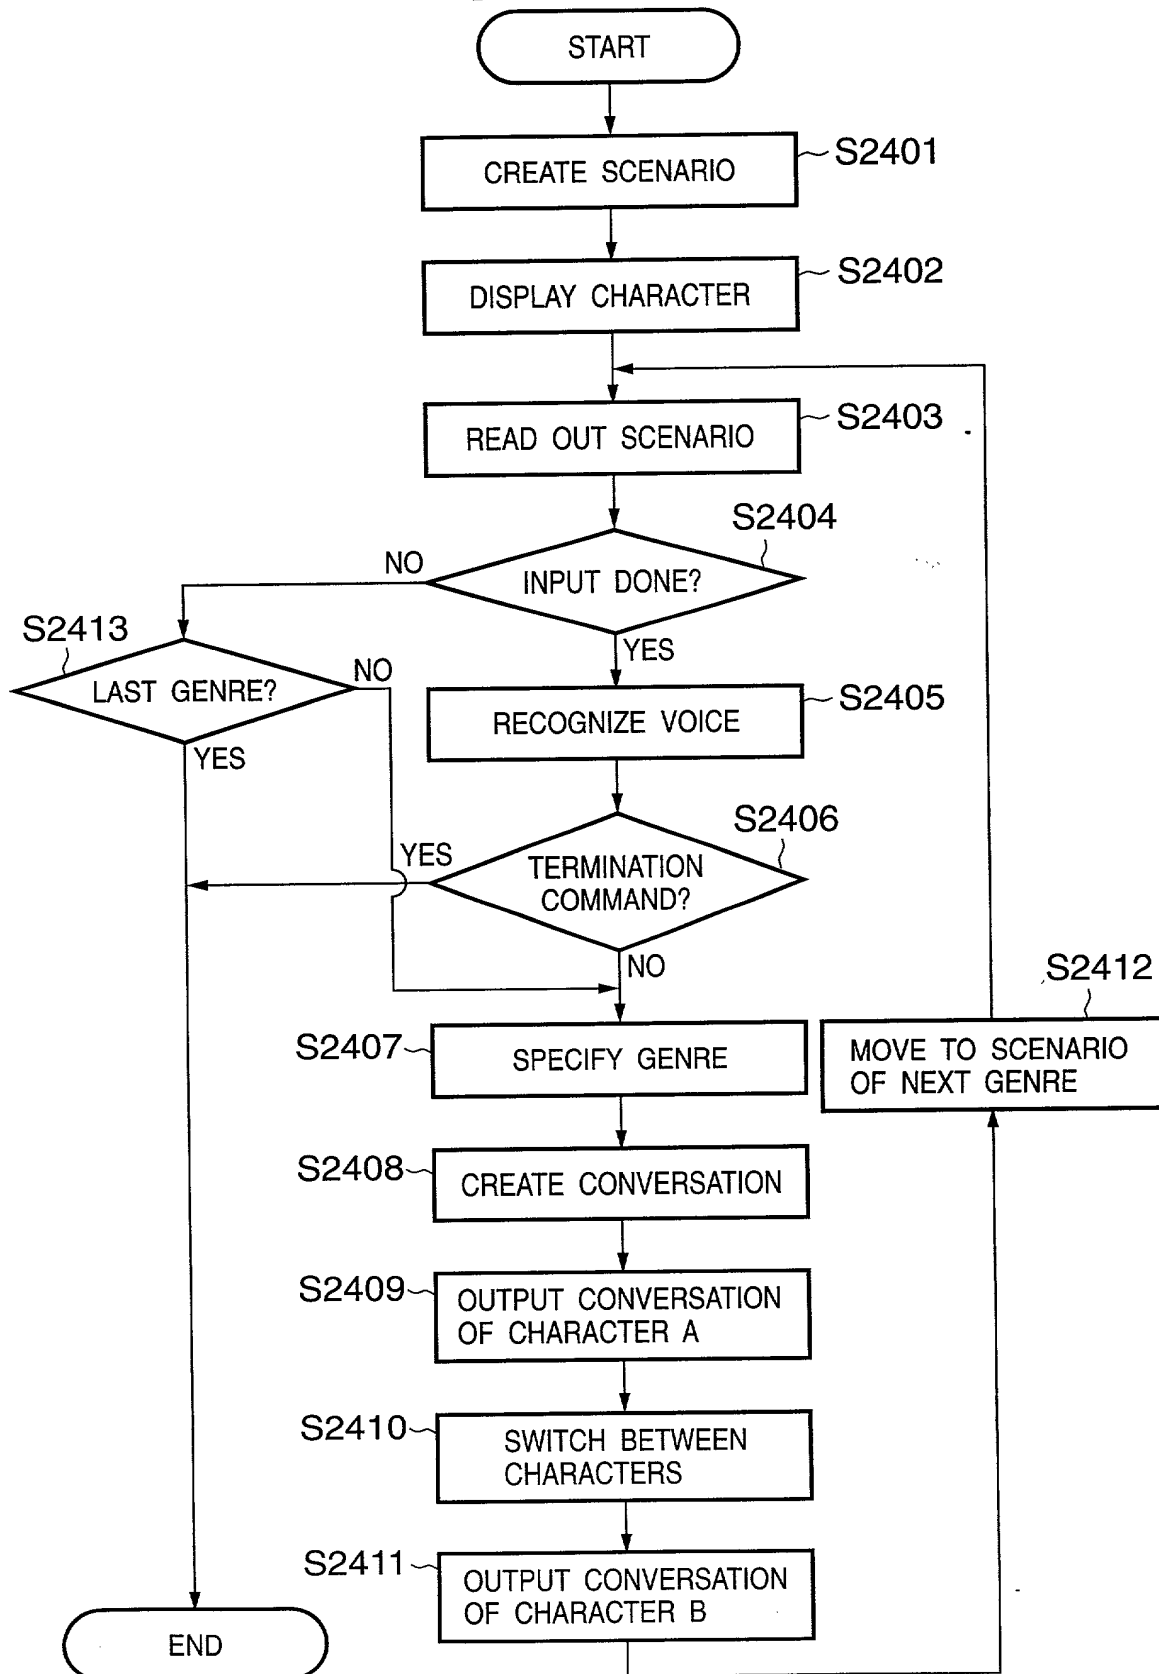 START
CREATE SCENARIO
S2401
DISPLAY CHARACTER
S2402
READ OUT SCENARIO
S2403
S2404
INPUT DONE?
NO
YES
S2413
LAST GENRE?
NO
YES
RECOGNIZE VOICE
S2405
S2406
TERMINATION
COMMAND?
YES
NO
S2412
MOVE TO SCENARIO
OF NEXT GENRE
S2407
SPECIFY GENRE
S2408
CREATE CONVERSATION
S2409
OUTPUT CONVERSATION
OF CHARACTER A
S2410
SWITCH BETWEEN
CHARACTERS
S2411
OUTPUT CONVERSATION
OF CHARACTER B
END